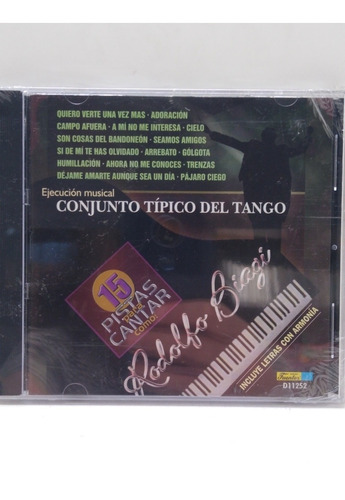 QUIERO VERTE UNA VEZ MAS · ADORACIÓN
CAMPO AFUERA · A MÍ NO ME INTERESA · CIELO
SON COSAS DEL BANDONEÓN · SEAMOS AMIGOS
SI DE MÍ TE HAS OLVIDADO · ARREBATO · GÓLGOTA
HUMILLACIÓN · AHORA NO ME CONOCES · TRENZAS
DÉJAME AMARTE AUNQUE SEA UN DÍA · PÁJARO CIEGO
Ejecución musical
CONJUNTO TÍPICO DEL TANGO
15
PISTAS
para
CANTAR
como:
Rodolfo Biagi
INCLUYE LETRAS CON ARMONÍA
D11252